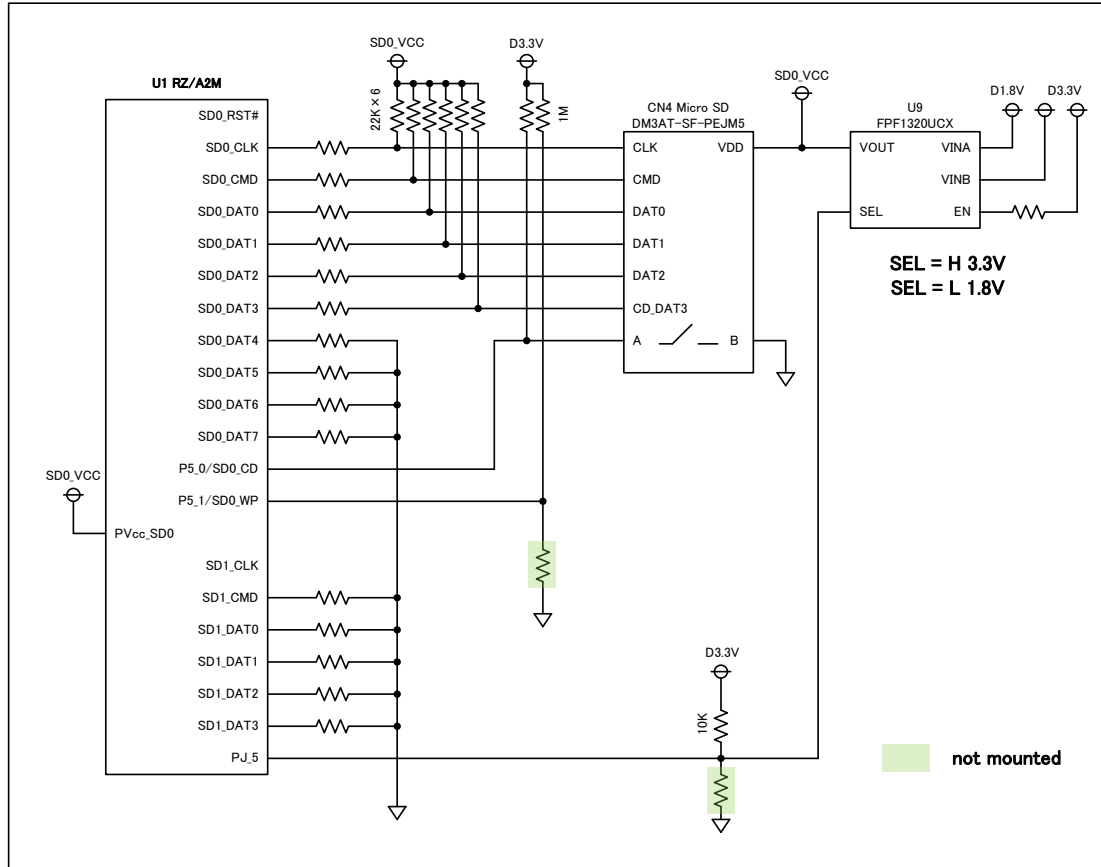 SD0_VCC
D3.3V
U1 RZ/A2M
22K×6
1M
SD0_RST#
SD0_CLK
SD0_CMD
SD0_DAT0
SD0_DAT1
SD0_DAT2
SD0_DAT3
SD0_DAT4
SD0_DAT5
SD0_DAT6
SD0_DAT7
P5_0/SD0_CD
P5_1/SD0_WP
SD0_VCC
PVcc_SD0
SD1_CLK
SD1_CMD
SD1_DAT0
SD1_DAT1
SD1_DAT2
SD1_DAT3
PJ_5
CN4 Micro SD
DM3AT-SF-PEJM5
CLK
VDD
CMD
DAT0
DAT1
DAT2
CD_DAT3
A
B
SD0_VCC
U9
FPF1320UCX
D1.8V
D3.3V
VOUT
VINA
VINB
SEL
EN
SEL = H 3.3V
SEL = L 1.8V
D3.3V
10K
not mounted